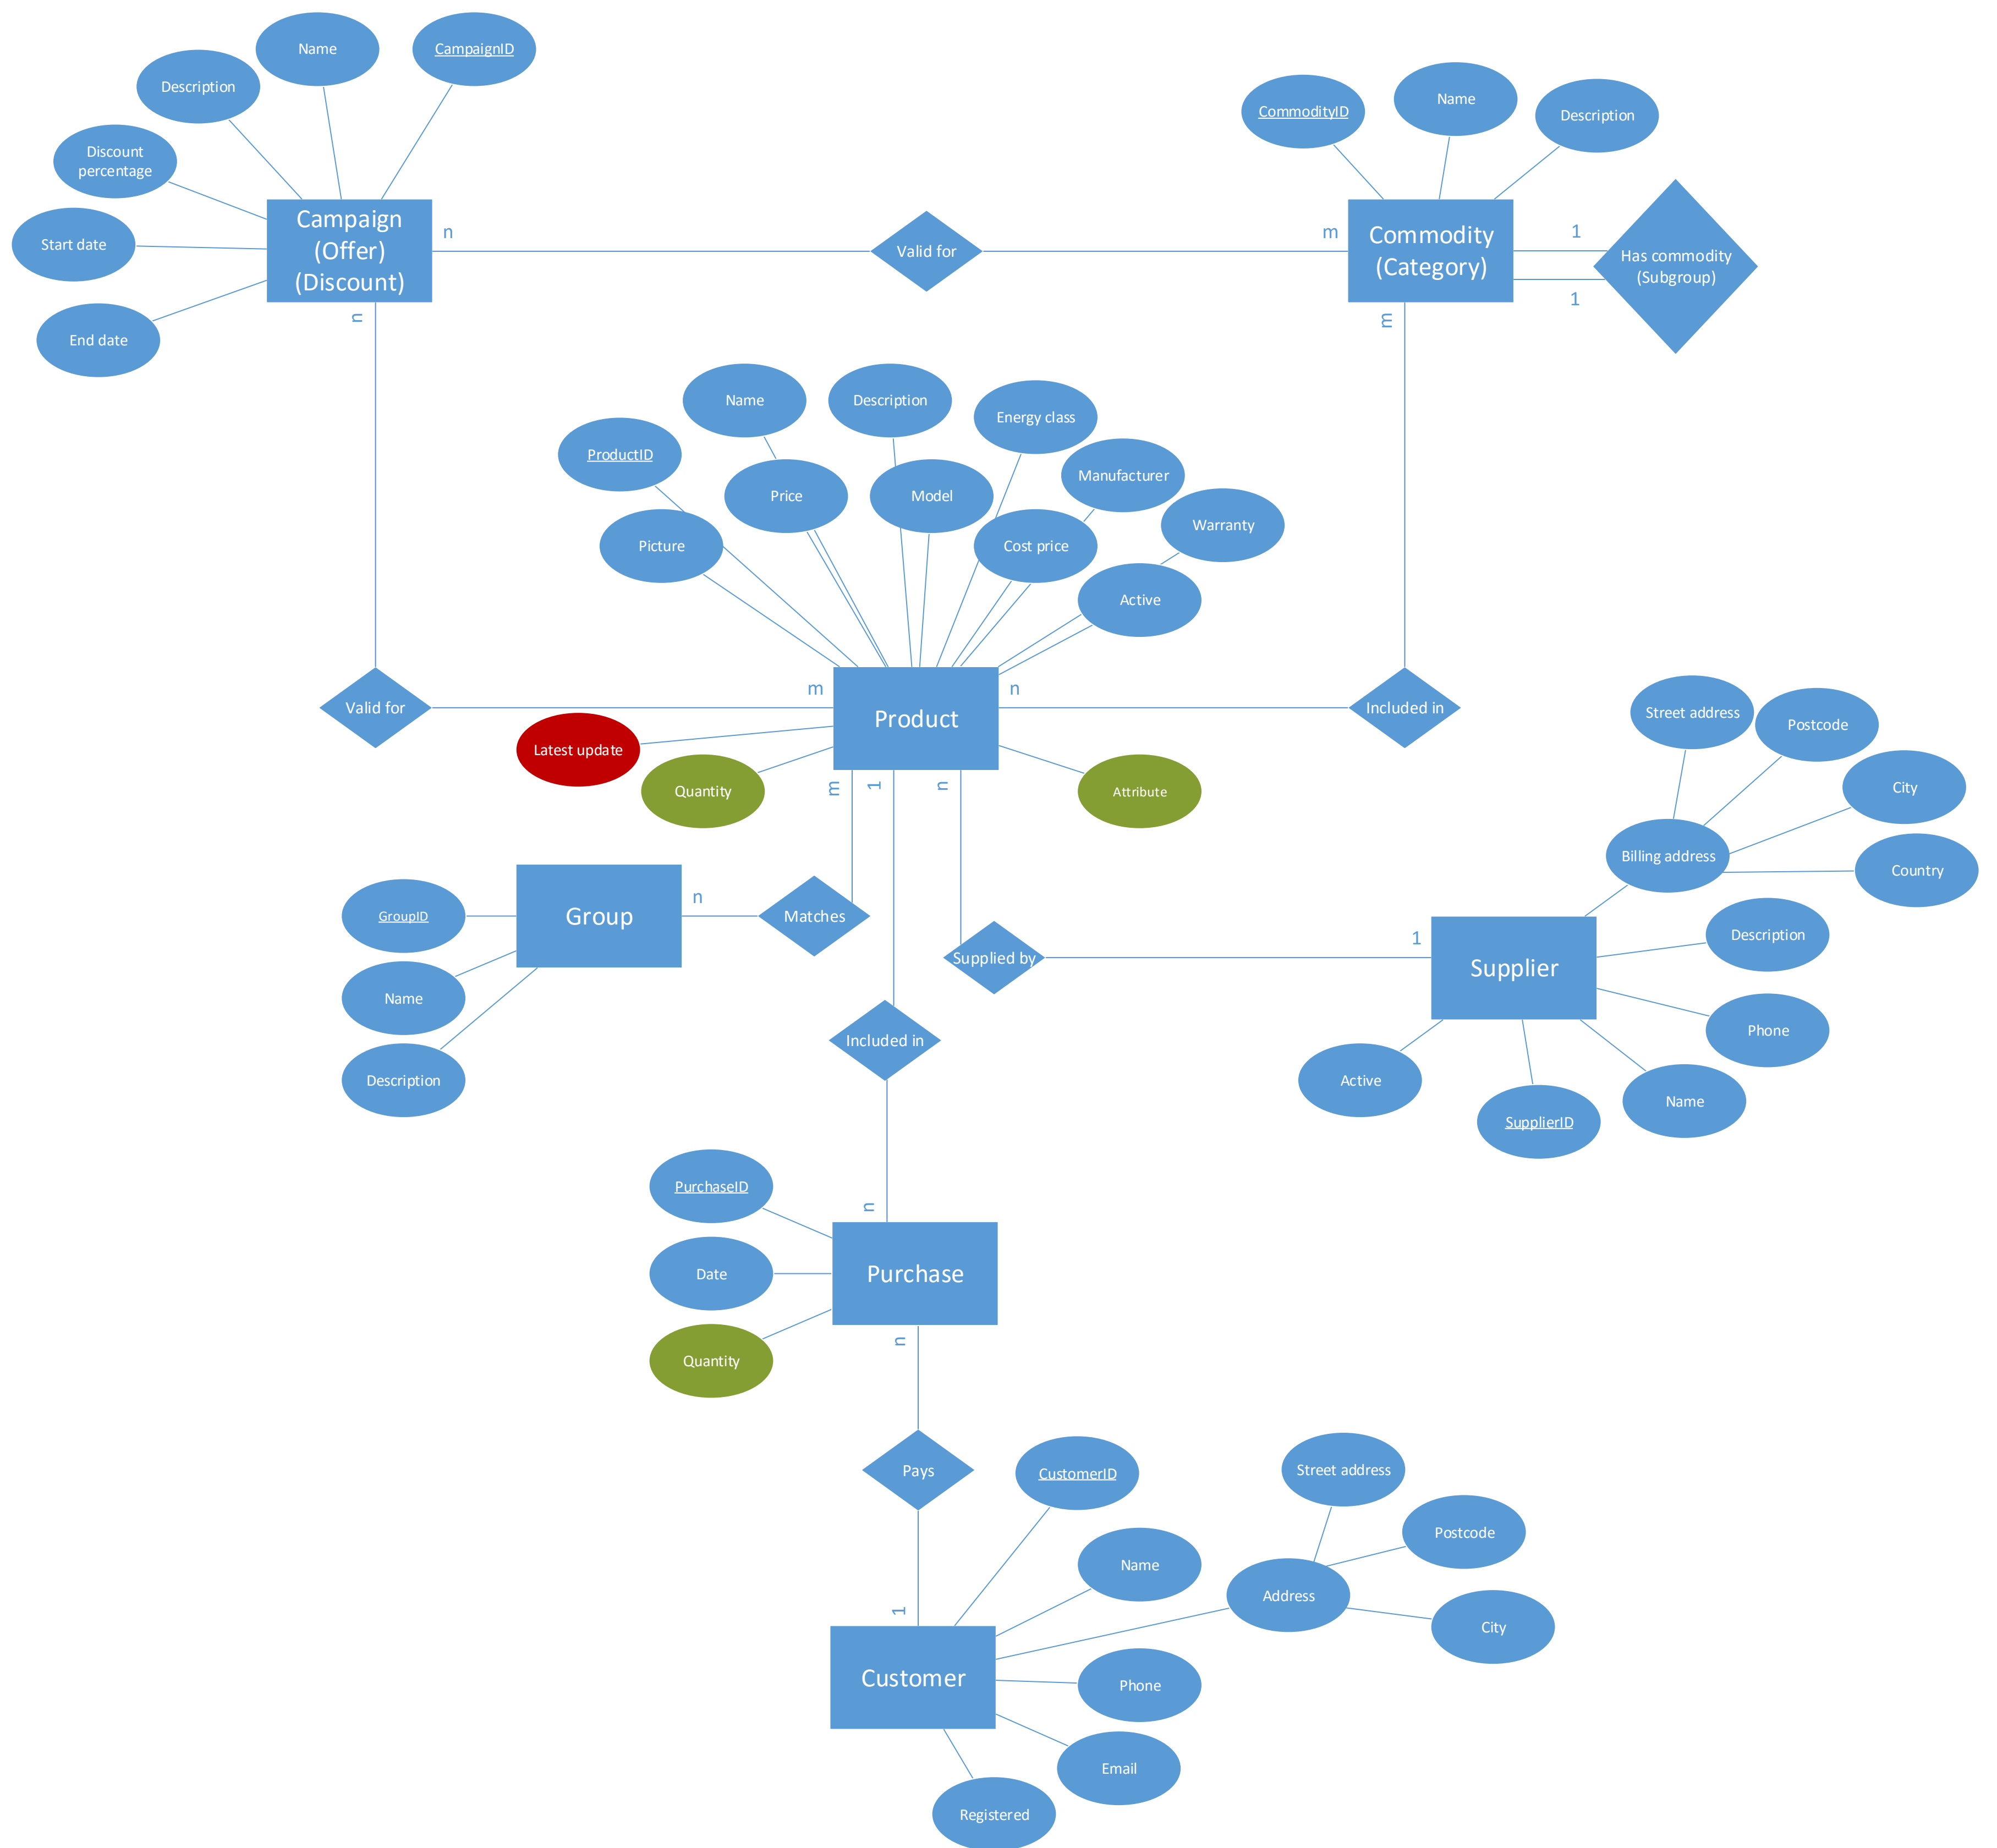 Name
CampaignID
Description
Discount
percentage
Start date
End date
Campaign
(Offer)
(Discount)
n
n
Valid for
m
CommodityID
Name
Description
Commodity
(Category)
1
1
Has commodity
(Subgroup)
m
Name
Description
Energy class
ProductID
Price
Model
Manufacturer
Warranty
Picture
Cost price
Active
Valid for
m
Product
n
Included in
Latest update
Quantity
Attribute
m
1
n
Street address
Postcode
City
Billing address
Country
GroupID
Group
n
Matches
Name
Description
Supplied by
1
Supplier
Description
Phone
Active
SupplierID
Name
Included in
n
PurchaseID
Date
Quantity
Purchase
n
Pays
1
CustomerID
Name
Street address
Postcode
Address
City
Customer
Phone
Email
Registered